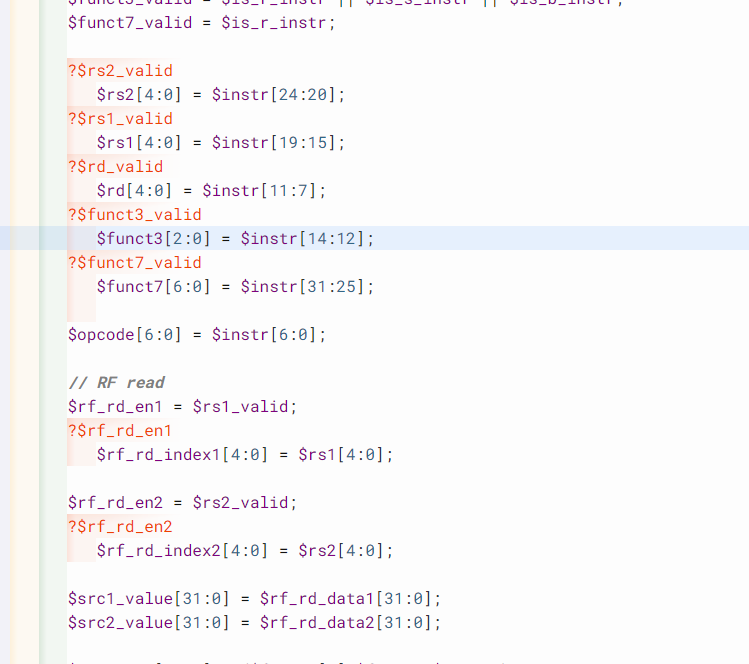 $funct7_valid = $is_r_instr;
?$rs2_valid
$rs2[4:0] = $instr[24:20];
?$rs1_valid
$rs1[4:0] = $instr[19:15];
?$rd_valid
$rd[4:0] = $instr[11:7];
?$funct3_valid
$funct3[2:0] = $instr[14:12];
?$funct7_valid
$funct7[6:0] = $instr[31:25];
$opcode[6:0] = $instr[6:0];
// RF read
$rf_rd_en1 = $rs1_valid;
?$rf_rd_en1
$rf_rd_index1[4:0] = $rs1[4:0];
$rf_rd_en2 = $rs2_valid;
?$rf_rd_en2
$rf_rd_index2[4:0] = $rs2[4:0];
$src1_value[31:0] = $rf_rd_data1[31:0];
$src2_value[31:0] = $rf_rd_data2[31:0];